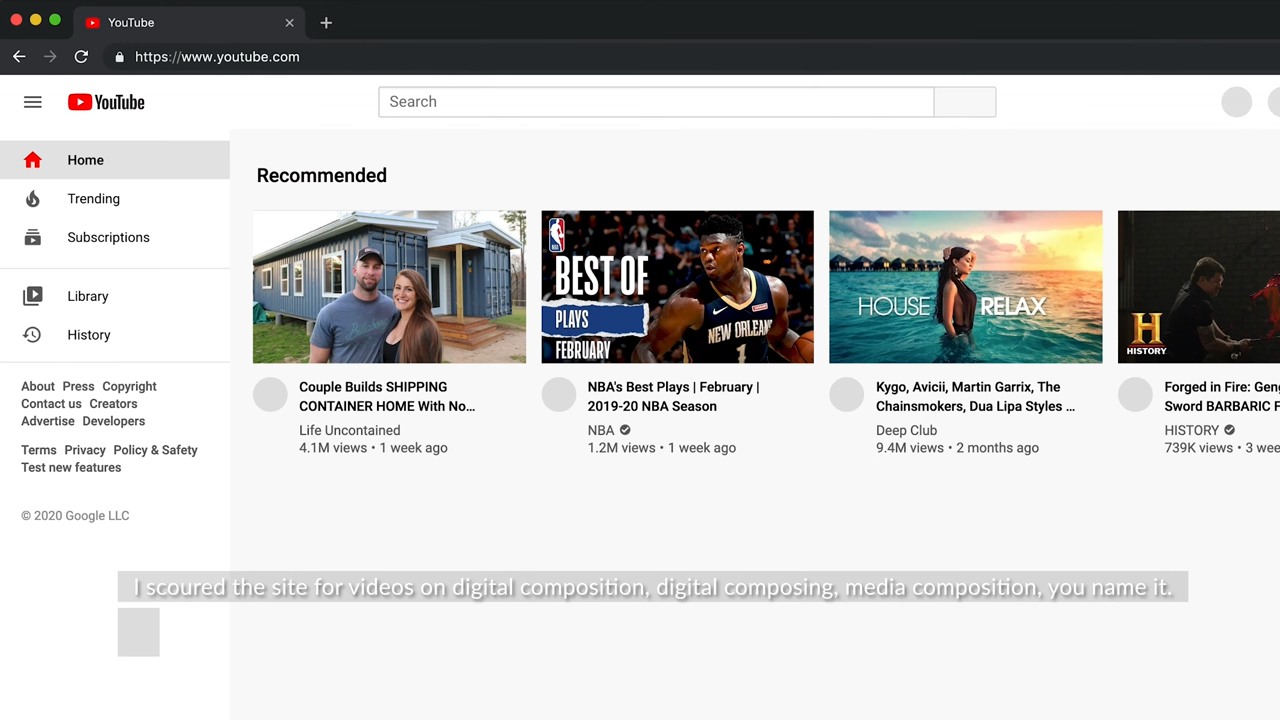 YouTube
https://www.youtube.com
YouTube
Search
Home
Trending
Subscriptions
Library
History
About Press Copyright
Contact us Creators
Advertise Developers
Terms Privacy Policy & Safety
Test new features
© 2020 Google LLC
Recommended
Couple Builds SHIPPING
CONTAINER HOME With No...
Life Uncontained
4.1M views • 1 week ago
NBA
BEST OF
PLAYS
FEBRUARY
NEW ORLEANS
1
NBA's Best Plays | February |
2019-20 NBA Season
NBA
1.2M views • 1 week ago
HOUSE RELAX
Kygo, Avicii, Martin Garrix, The
Chainsmokers, Dua Lipa Styles ...
Deep Club
9.4M views • 2 months ago
H
HISTORY
Forged in Fire:
Sword BARBARIC
HISTORY
739K views • 3
I scoured the site for videos on digital composition, digital composing, media composition, you name it.